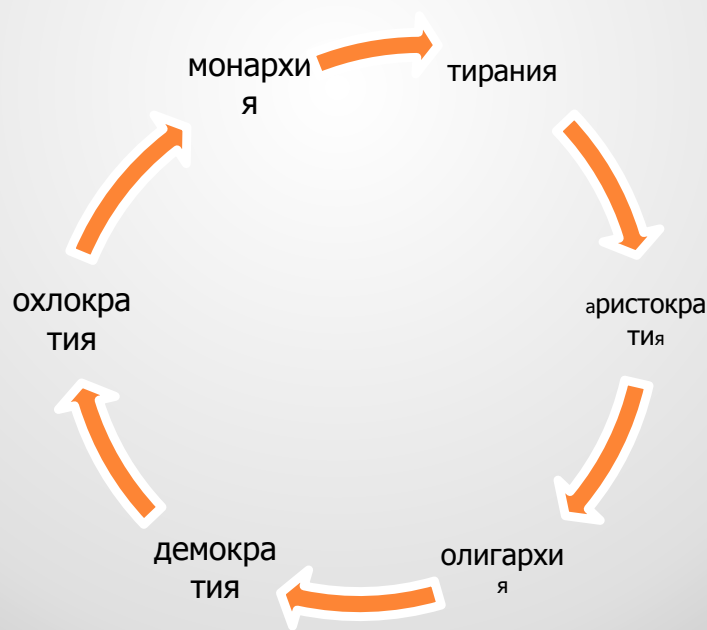 монархи
я
тирания
аристокра
тия
олигархи
я
демокра
тия
охлокра
тия